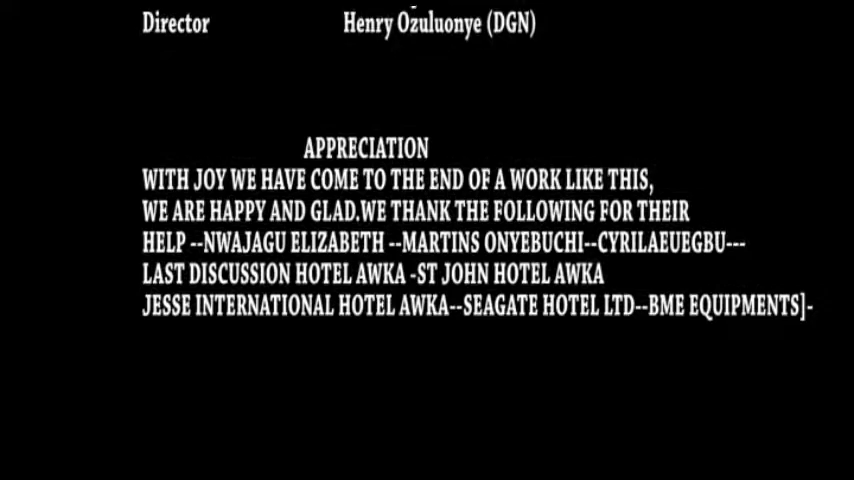 Director Henry Ozuluonye (DGN)
APPRECIATION
WITH JOY WE HAVE COME TO THE END OF A WORK LIKE THIS,
WE ARE HAPPY AND GLAD.WE THANK THE FOLLOWING FOR THEIR
HELP --NWAJAGU ELIZABETH --MARTINS ONYEBUCHI--CYRILAEUEGBU---
LAST DISCUSSION HOTEL AWKA -ST JOHN HOTEL AWKA
JESSE INTERNATIONAL HOTEL AWKA--SEAGATE HOTEL LTD--BME EQUIPMENTS]-